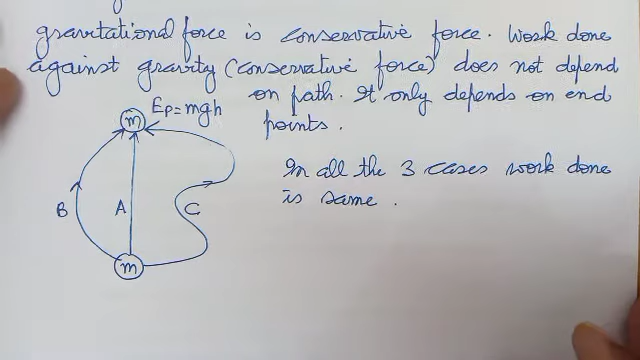 gravitational force is conservative force. Work done
against gravity (conservative force) does not depend
on path. It only depends on end
points.
m
Ep=mgh
In all the 3 cases work done
is same.
B
A
C
m